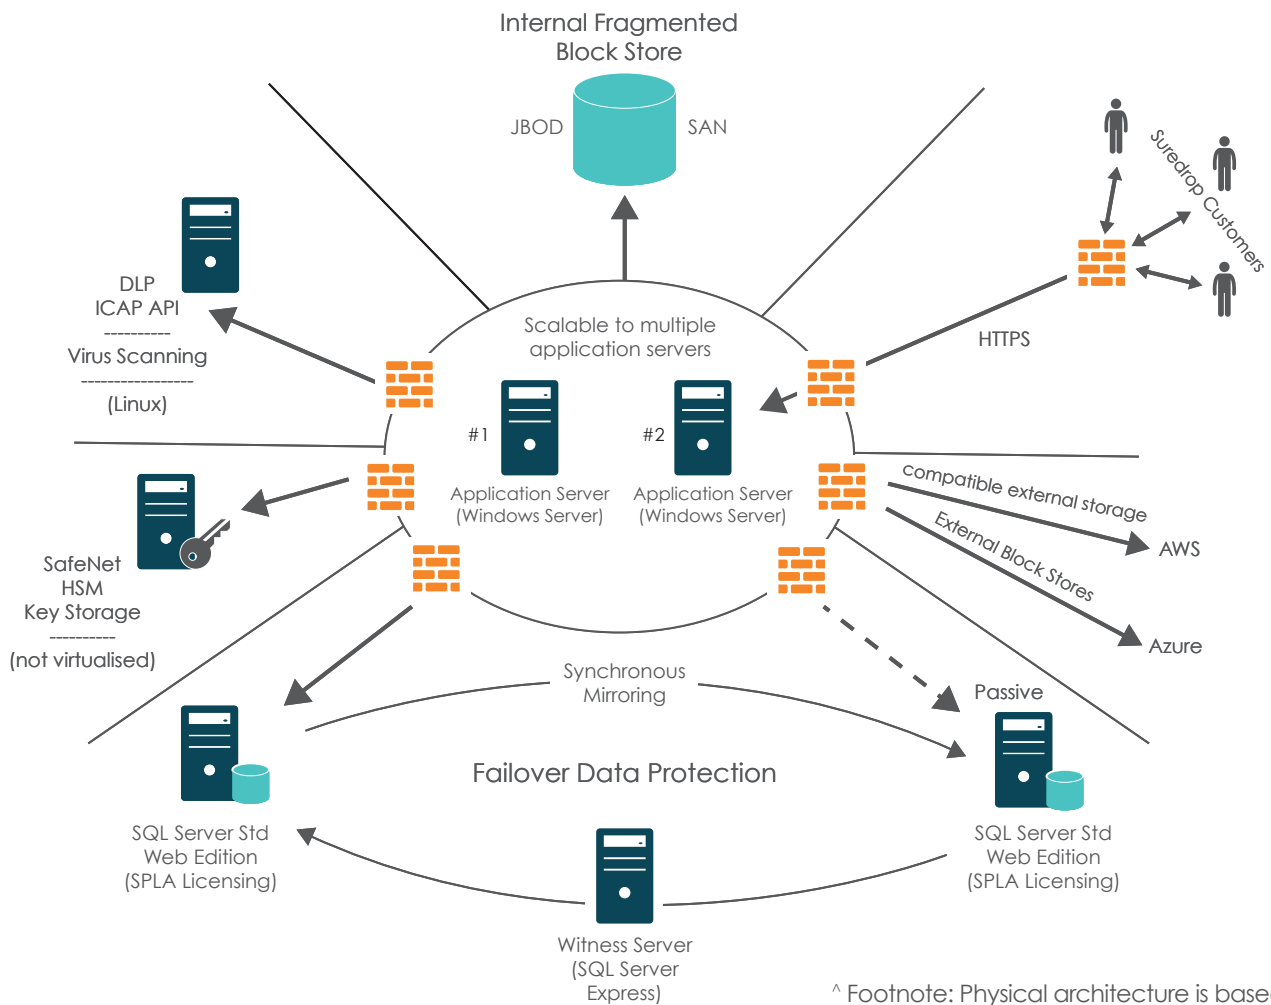 Internal Fragmented
Block Store
JBOD
SAN
Suredrop Customers
HTTPS
DLP
ICAP API
----------
Virus Scanning
-----------------
(Linux)
Scalable to multiple
application servers
#1
#2
Application Server
(Windows Server)
Application Server
(Windows Server)
compatible external storage
AWS
External Block Stores
Azure
SafeNet
HSM
Key Storage
----------
(not virtualised)
Synchronous
Mirroring
Passive
Failover Data Protection
SQL Server Std
Web Edition
(SPLA Licensing)
SQL Server Std
Web Edition
(SPLA Licensing)
Witness Server
(SQL Server
Express)
^ Footnote: Physical architecture is base